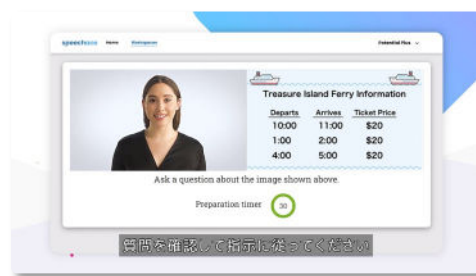 speechace Home Workspaces Potential Plus
Treasure Island Ferry Information
Departs Arrives Ticket Price
10:00 11:00 $20
1:00 2:00 $20
4:00 5:00 $20
Ask a question about the image shown above.
Preparation timer 30
質問を確認して指示に従ってください